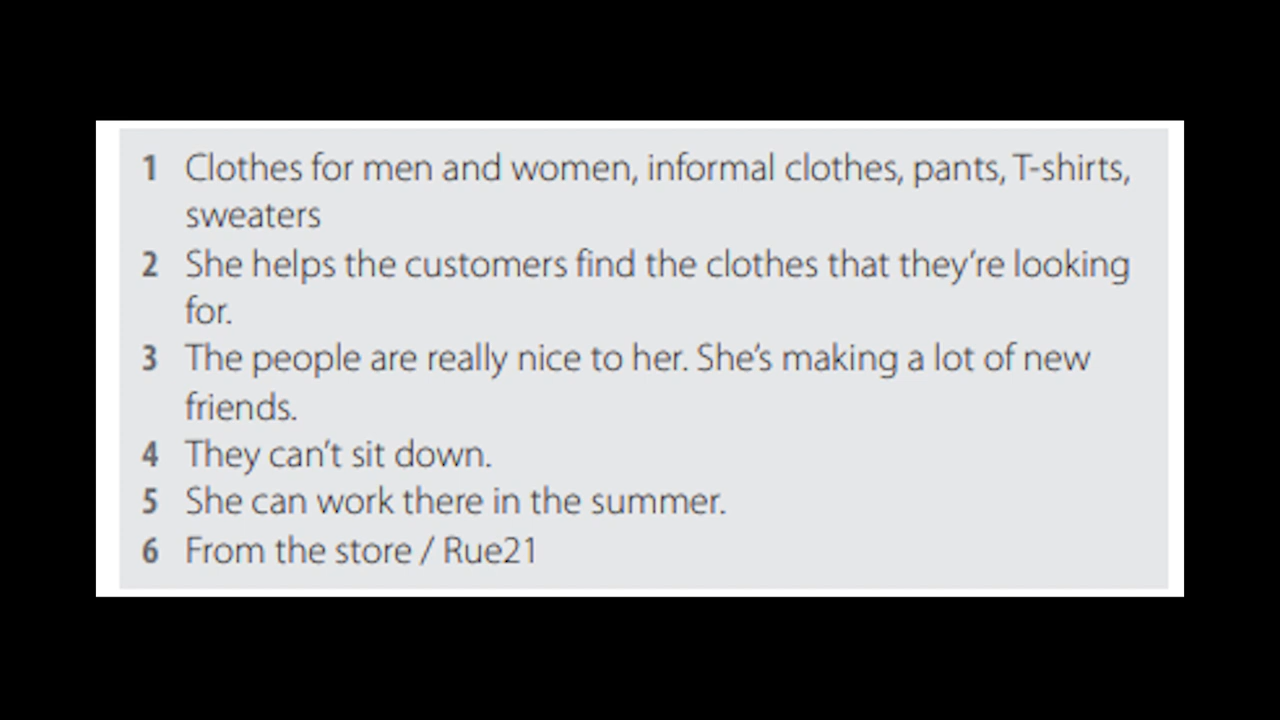 1 Clothes for men and women, informal clothes, pants, T-shirts,
sweaters
2 She helps the customers find the clothes that they’re looking
for.
3 The people are really nice to her. She’s making a lot of new
friends.
4 They can’t sit down.
5 She can work there in the summer.
6 From the store / Rue21